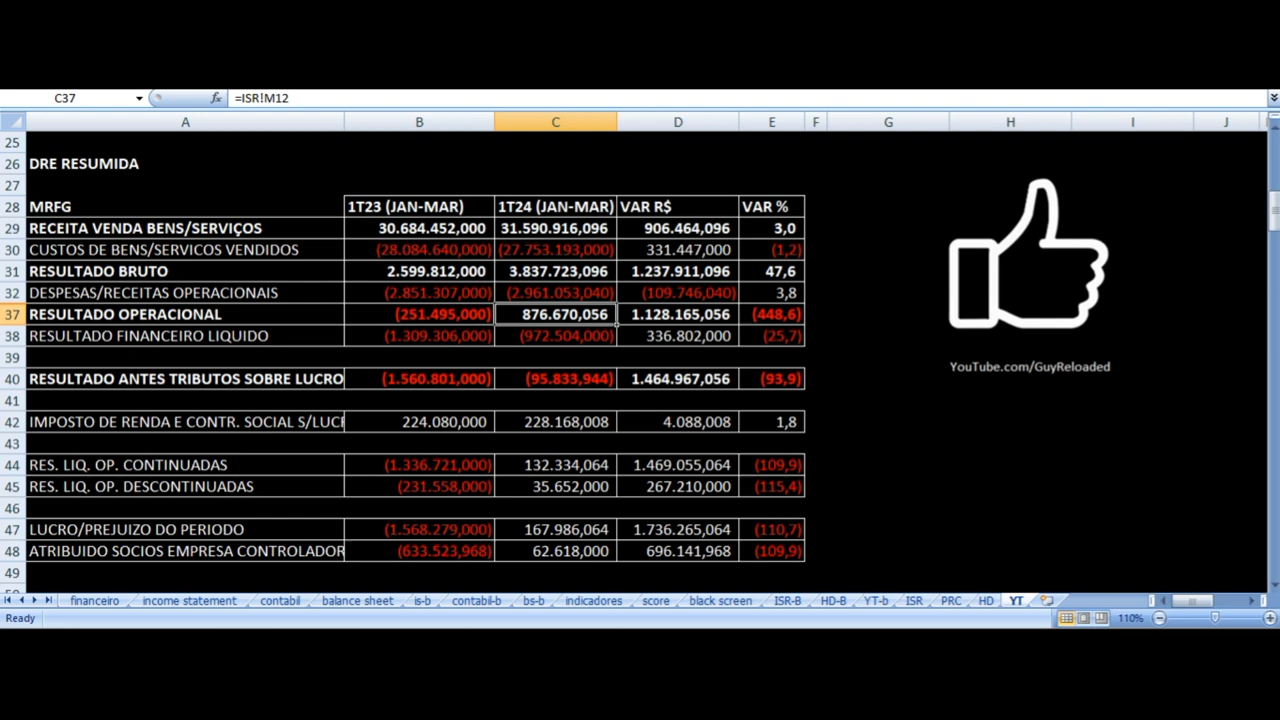 C37 fx =ISR!M12
A B C D E F G H I J
25
26 DRE RESUMIDA
27
28 MRFG 1T23 (JAN-MAR) 1T24 (JAN-MAR) VAR R$ VAR %
29 RECEITA VENDA BENS/SERVIÇOS 30.684.452,000 31.590.916,096 906.464,096 3,0
30 CUSTOS DE BENS/SERVICOS VENDIDOS (28.084.640,000) (27.753.193,000) 331.447,000 (1,2)
31 RESULTADO BRUTO 2.599.812,000 3.837.723,096 1.237.911,096 47,6
32 DESPESAS/RECEITAS OPERACIONAIS (2.851.307,000) (2.961.053,040) (109.746,040) 3,8
37 RESULTADO OPERACIONAL (251.495,000) 876.670,056 1.128.165,056 (448,6)
38 RESULTADO FINANCEIRO LIQUIDO (1.309.306,000) (972.504,000) 336.802,000 (25,7)
39
40 RESULTADO ANTES TRIBUTOS SOBRE LUCRO (1.560.801,000) (95.833,944) 1.464.967,056 (93,9)
41
42 IMPOSTO DE RENDA E CONTR. SOCIAL S/LUCR 224.080,000 228.168,008 4.088,008 1,8
43
44 RES. LIQ. OP. CONTINUADAS (1.336.721,000) 132.334,064 1.469.055,064 (109,9)
45 RES. LIQ. OP. DESCONTINUADAS (231.558,000) 35.652,000 267.210,000 (115,4)
46
47 LUCRO/PREJUIZO DO PERIODO (1.568.279,000) 167.986,064 1.736.265,064 (110,7)
48 ATRIBUIDO SOCIOS EMPRESA CONTROLADOR (633.523,968) 62.618,000 696.141,968 (109,9)
49
YouTube.com/GuyReloaded
financeiro income statement contabil balance sheet is-b contabil-b bs-b indicadores score black screen ISR-B HD-B YT-b ISR PRC HD YT
Ready 110%